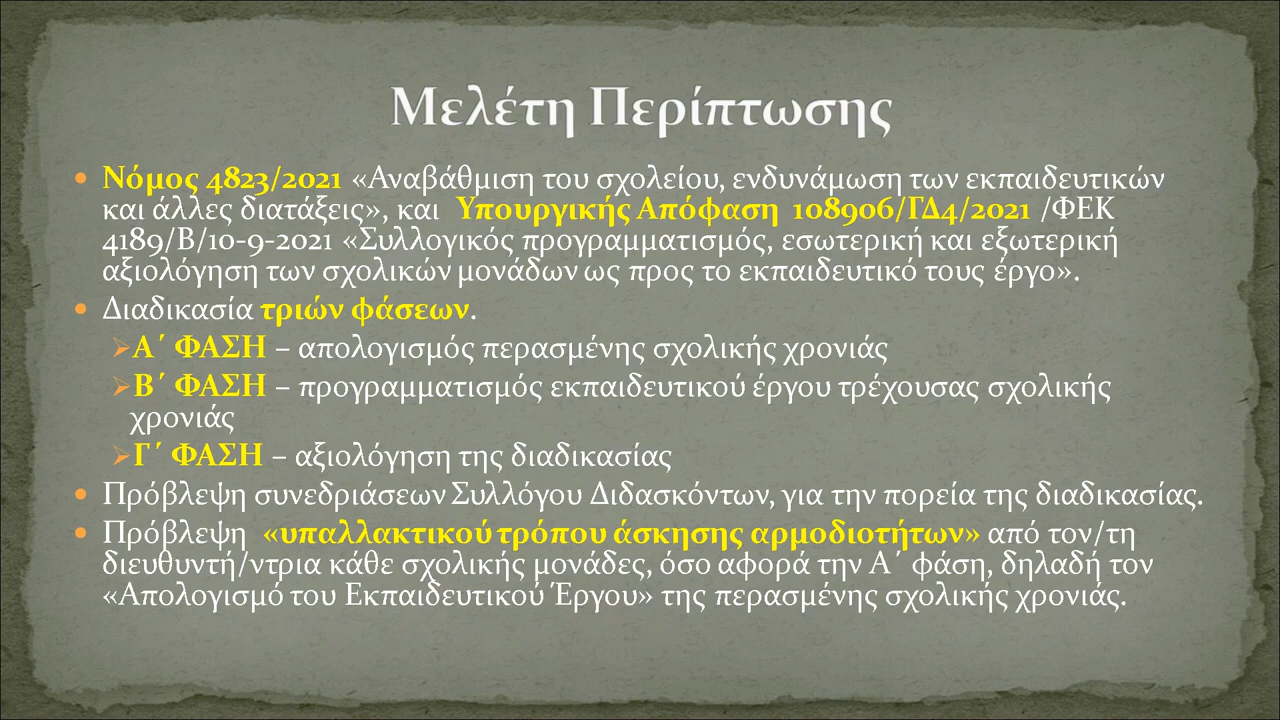 Μελέτη Περίπτωσης
• Νόμος 4823/2021 «Αναβάθμιση του σχολείου, ενδυνάμωση των εκπαιδευτικών
και άλλες διατάξεις», και Υπουργικής Απόφαση 108906/ΓΔ4/2021 /ΦΕΚ
4189/Β/10-9-2021 «Συλλογικός προγραμματισμός, εσωτερική και εξωτερική
αξιολόγηση των σχολικών μονάδων ως προς το εκπαιδευτικό τους έργο».
• Διαδικασία τριών φάσεων.
➢Α΄ ΦΑΣΗ – απολογισμός περασμένης σχολικής χρονιάς
➢Β΄ ΦΑΣΗ – προγραμματισμός εκπαιδευτικού έργου τρέχουσας σχολικής
χρονιάς
➢Γ΄ ΦΑΣΗ – αξιολόγηση της διαδικασίας
• Πρόβλεψη συνεδριάσεων Συλλόγου Διδασκόντων, για την πορεία της διαδικασίας.
• Πρόβλεψη «υπαλλακτικού τρόπου άσκησης αρμοδιοτήτων» από τον/τη
διευθυντή/ντρια κάθε σχολικής μονάδες, όσο αφορά την Α΄ φάση, δηλαδή τον
«Απολογισμό του Εκπαιδευτικού Έργου» της περασμένης σχολικής χρονιάς.